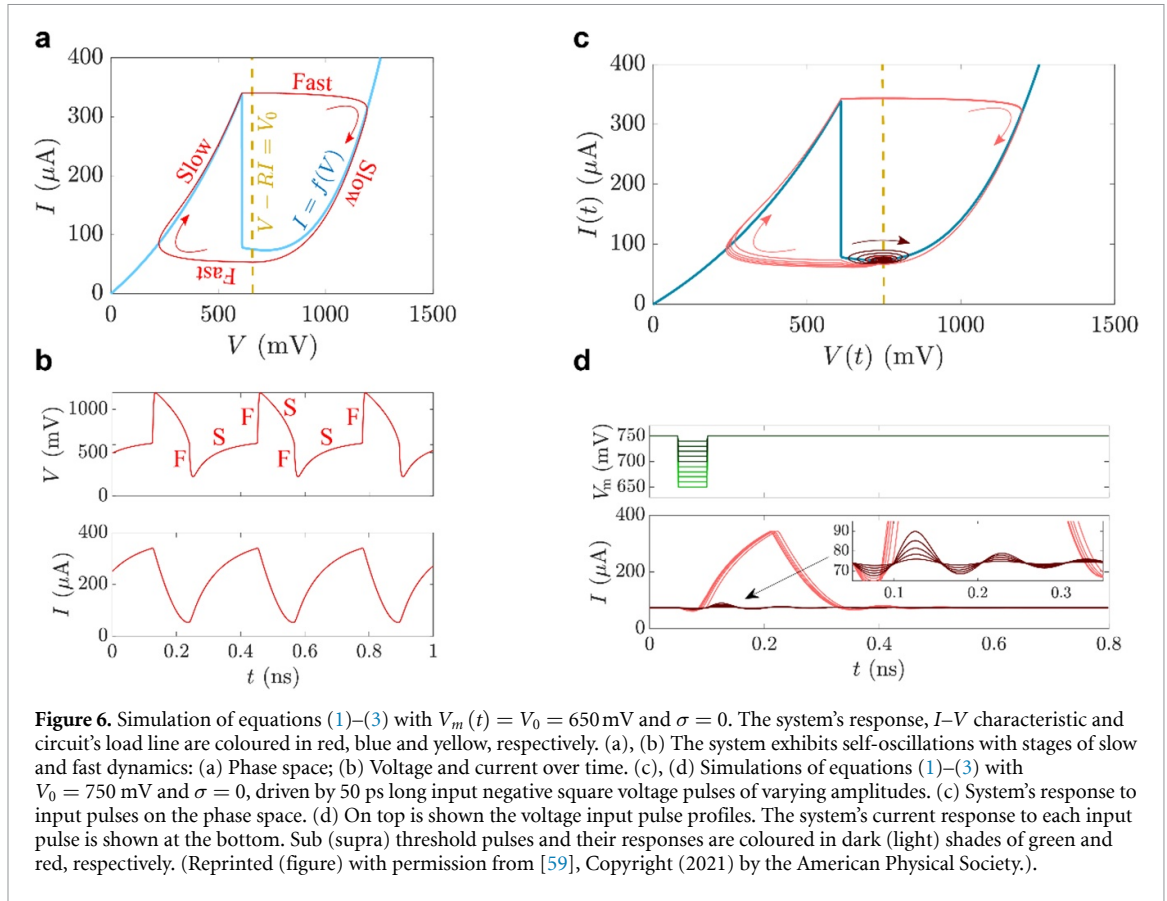 a
400
300
200
100
0
I (μA)
0
500
1000
1500
V (mV)
Fast
Slow
V − RI = V0
I = f(V)
Slow
Fast
b
1000
500
0
V (mV)
F
S
F
S
F
F
S
F
400
200
0
I (μA)
0
0.2
0.4
0.6
0.8
1
t (ns)
c
400
300
200
100
0
I(t) (μA)
0
500
1000
1500
V(t) (mV)
d
750
700
650
Vm (mV)
400
200
0
I (μA)
90
80
70
0.1
0.2
0.3
0
0.2
0.4
0.6
0.8
t (ns)
Figure 6. Simulation of equations (1)–(3) with Vm (t) = V0 = 650 mV and σ = 0. The system's response, I–V characteristic and
circuit's load line are coloured in red, blue and yellow, respectively. (a), (b) The system exhibits self-oscillations with stages of slow
and fast dynamics: (a) Phase space; (b) Voltage and current over time. (c), (d) Simulations of equations (1)–(3) with
V0 = 750 mV and σ = 0, driven by 50 ps long input negative square voltage pulses of varying amplitudes. (c) System's response to
input pulses on the phase space. (d) On top is shown the voltage input pulse profiles. The system's current response to each input
pulse is shown at the bottom. Sub (supra) threshold pulses and their responses are coloured in dark (light) shades of green and
red, respectively. (Reprinted (figure) with permission from [59], Copyright (2021) by the American Physical Society.).